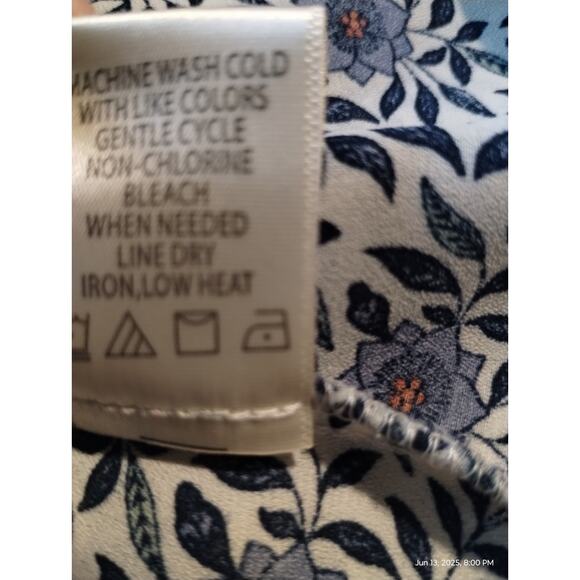 MACHINE WASH COLD
WITH LIKE COLORS
GENTLE CYCLE
NON-CHLORINE
BLEACH
WHEN NEEDED
LINE DRY
IRON,LOW HEAT
Jun 13, 2025, 8:00 PM